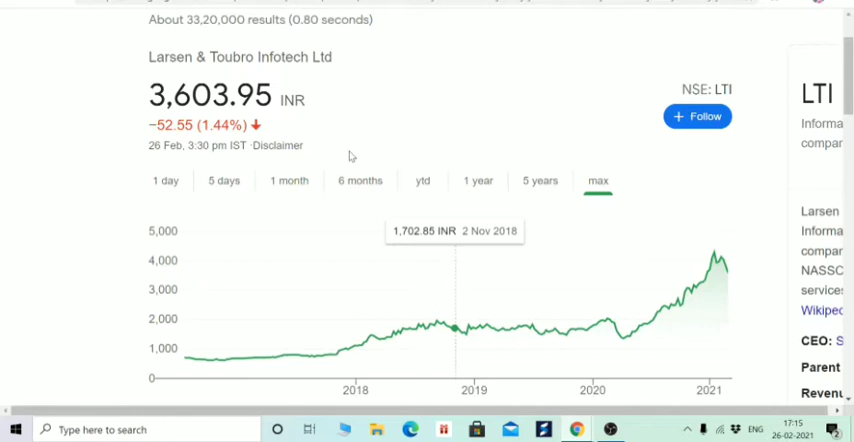 About 33,20,000 results (0.80 seconds)
Larsen & Toubro Infotech Ltd
3,603.95 INR
−52.55 (1.44%)
26 Feb, 3:30 pm IST ·Disclaimer
NSE: LTI
+ Follow
1 day 5 days 1 month 6 months ytd 1 year 5 years max
1,702.85 INR 2 Nov 2018
5,000
4,000
3,000
2,000
1,000
0
2018 2019 2020 2021
LTI
Informa
compar
Larsen
Informa
compar
NASSC
services
Wikipec
CEO: S
Parent
Revenu
Type here to search
ENG
17:15
26-02-2021
2